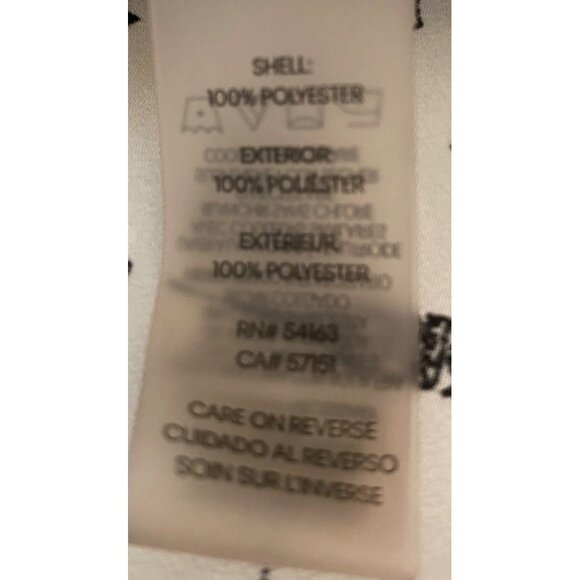 SHELL:
100% POLYESTER
EXTERIOR:
100% POLIÉSTER
EXTÉRIEUR:
100% POLYESTER
RN# 54163
CA# 57151
CARE ON REVERSE
CUIDADO AL REVERSO
SOIN SUR L'INVERSE